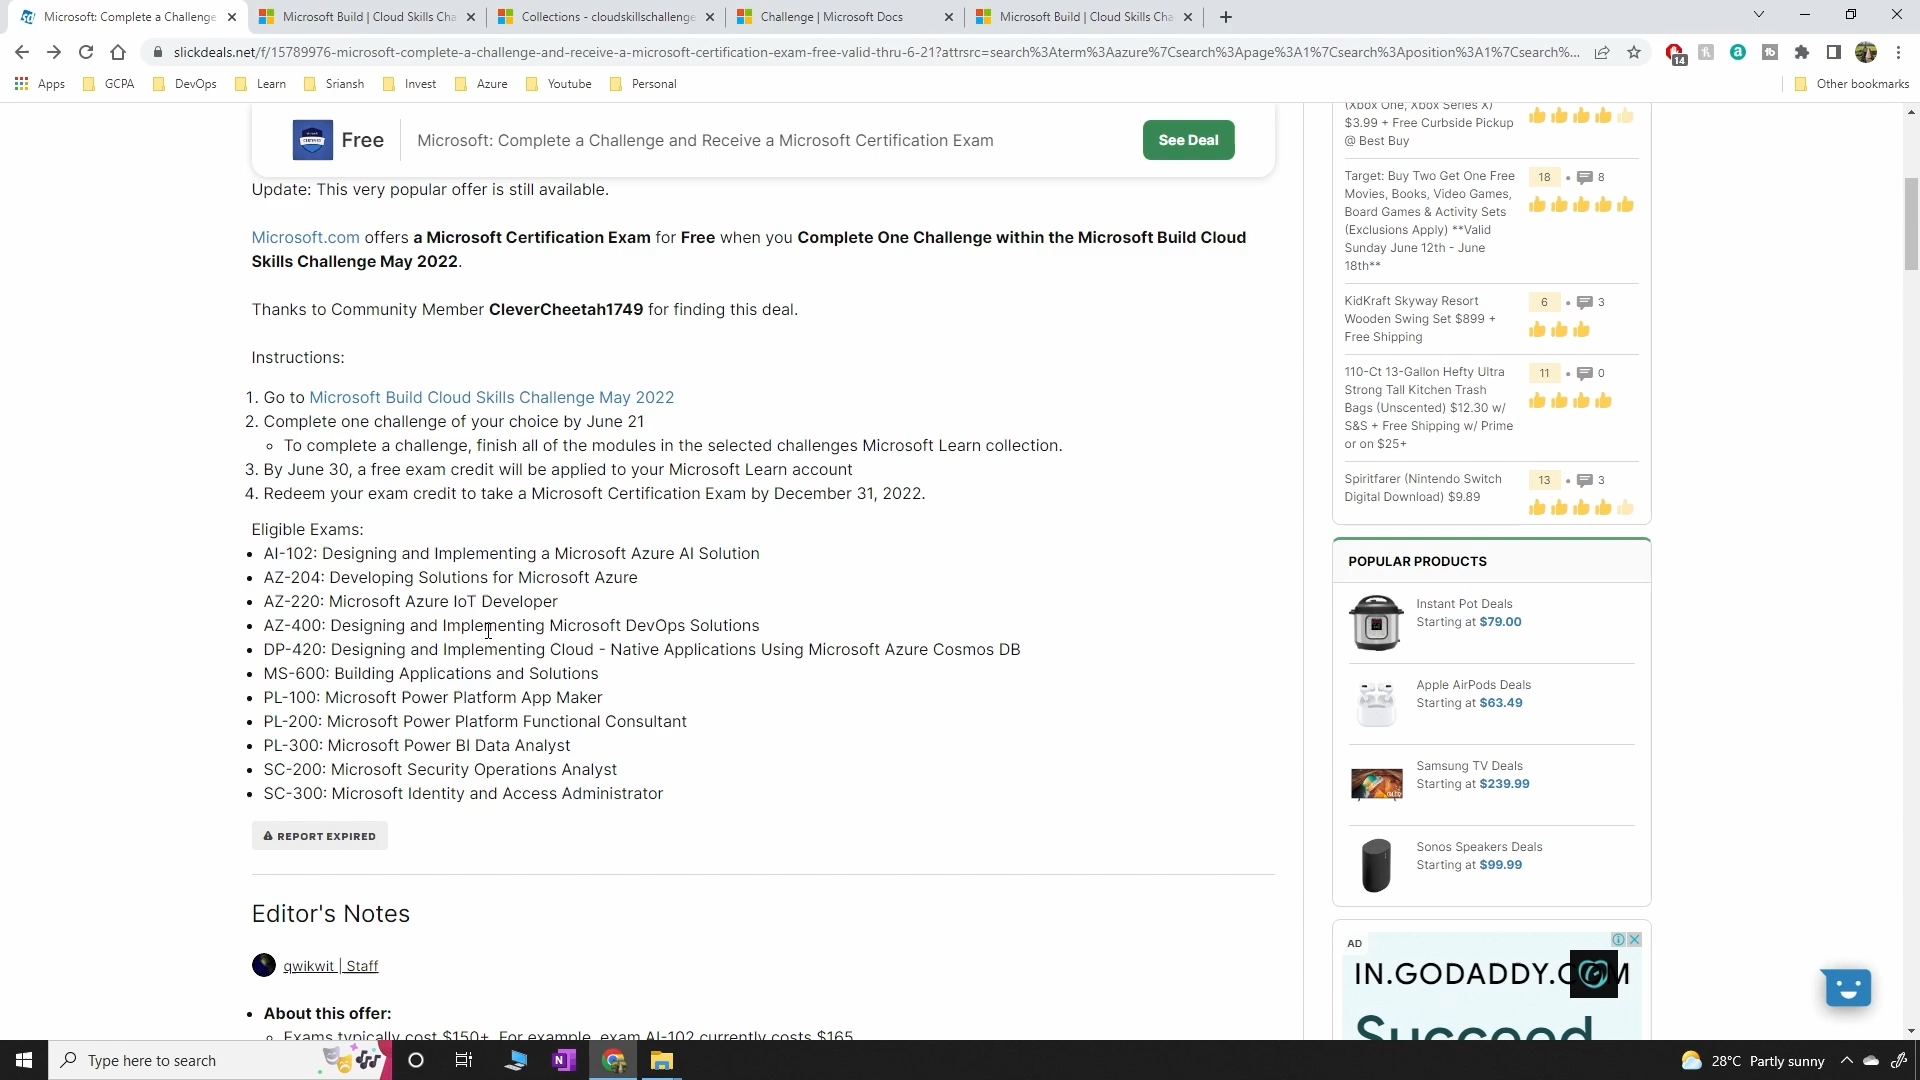 Microsoft: Complete a Challenge
Microsoft Build | Cloud Skills Cha
Collections - cloudskillschallenge
Challenge | Microsoft Docs
Microsoft Build | Cloud Skills Cha
slickdeals.net/f/15789976-microsoft-complete-a-challenge-and-receive-a-microsoft-certification-exam-free-valid-thru-6-21?attrsrc=search%3Aterm%3Aazure%7Csearch%3Apage%3A1%7Csearch%3Aposition%3A1%7Csearch%...
14
Apps GCPA DevOps Learn Sriansh Invest Azure Youtube Personal Other bookmarks
Free Microsoft: Complete a Challenge and Receive a Microsoft Certification Exam See Deal
Update: This very popular offer is still available.
Microsoft.com offers a Microsoft Certification Exam for Free when you Complete One Challenge within the Microsoft Build Cloud
Skills Challenge May 2022.
Thanks to Community Member CleverCheetah1749 for finding this deal.
Instructions:
1. Go to Microsoft Build Cloud Skills Challenge May 2022
2. Complete one challenge of your choice by June 21
To complete a challenge, finish all of the modules in the selected challenges Microsoft Learn collection.
3. By June 30, a free exam credit will be applied to your Microsoft Learn account
4. Redeem your exam credit to take a Microsoft Certification Exam by December 31, 2022.
Eligible Exams:
AI-102: Designing and Implementing a Microsoft Azure AI Solution
AZ-204: Developing Solutions for Microsoft Azure
AZ-220: Microsoft Azure IoT Developer
AZ-400: Designing and Implementing Microsoft DevOps Solutions
DP-420: Designing and Implementing Cloud - Native Applications Using Microsoft Azure Cosmos DB
MS-600: Building Applications and Solutions
PL-100: Microsoft Power Platform App Maker
PL-200: Microsoft Power Platform Functional Consultant
PL-300: Microsoft Power BI Data Analyst
SC-200: Microsoft Security Operations Analyst
SC-300: Microsoft Identity and Access Administrator
REPORT EXPIRED
Editor's Notes
qwikwit | Staff
About this offer:
Exams typically cost $150+. For example, exam AI-102 currently costs $165
(Xbox One, Xbox Series X)
$3.99 + Free Curbside Pickup
@ Best Buy
Target: Buy Two Get One Free 18 8
Movies, Books, Video Games,
Board Games & Activity Sets
(Exclusions Apply) **Valid
Sunday June 12th - June
18th**
KidKraft Skyway Resort 6 3
Wooden Swing Set $899 +
Free Shipping
110-Ct 13-Gallon Hefty Ultra 11 0
Strong Tall Kitchen Trash
Bags (Unscented) $12.30 w/
S&S + Free Shipping w/ Prime
or on $25+
Spiritfarer (Nintendo Switch 13 3
Digital Download) $9.89
POPULAR PRODUCTS
Instant Pot Deals
Starting at $79.00
Apple AirPods Deals
Starting at $63.49
Samsung TV Deals
Starting at $239.99
Sonos Speakers Deals
Starting at $99.99
AD
IN.GODADDY.COM
Succeed
Type here to search
28°C Partly sunny